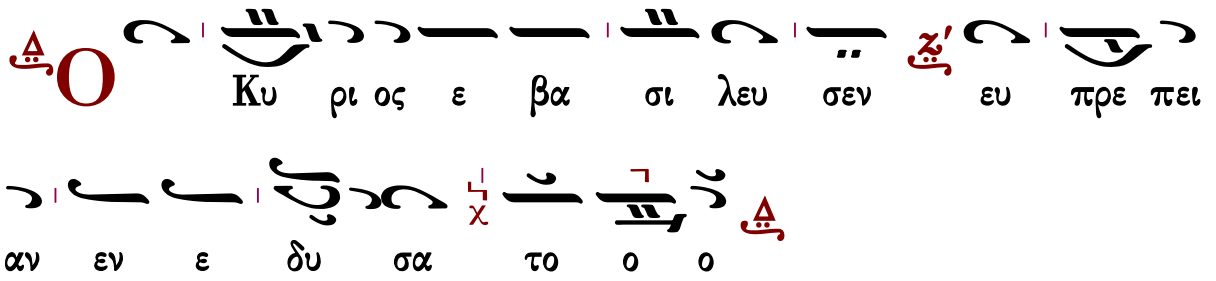 Ο Κυ ρι ος ε βα σι λευ σεν ευ πρε πει
αν εν ε δυ σα το ο ο